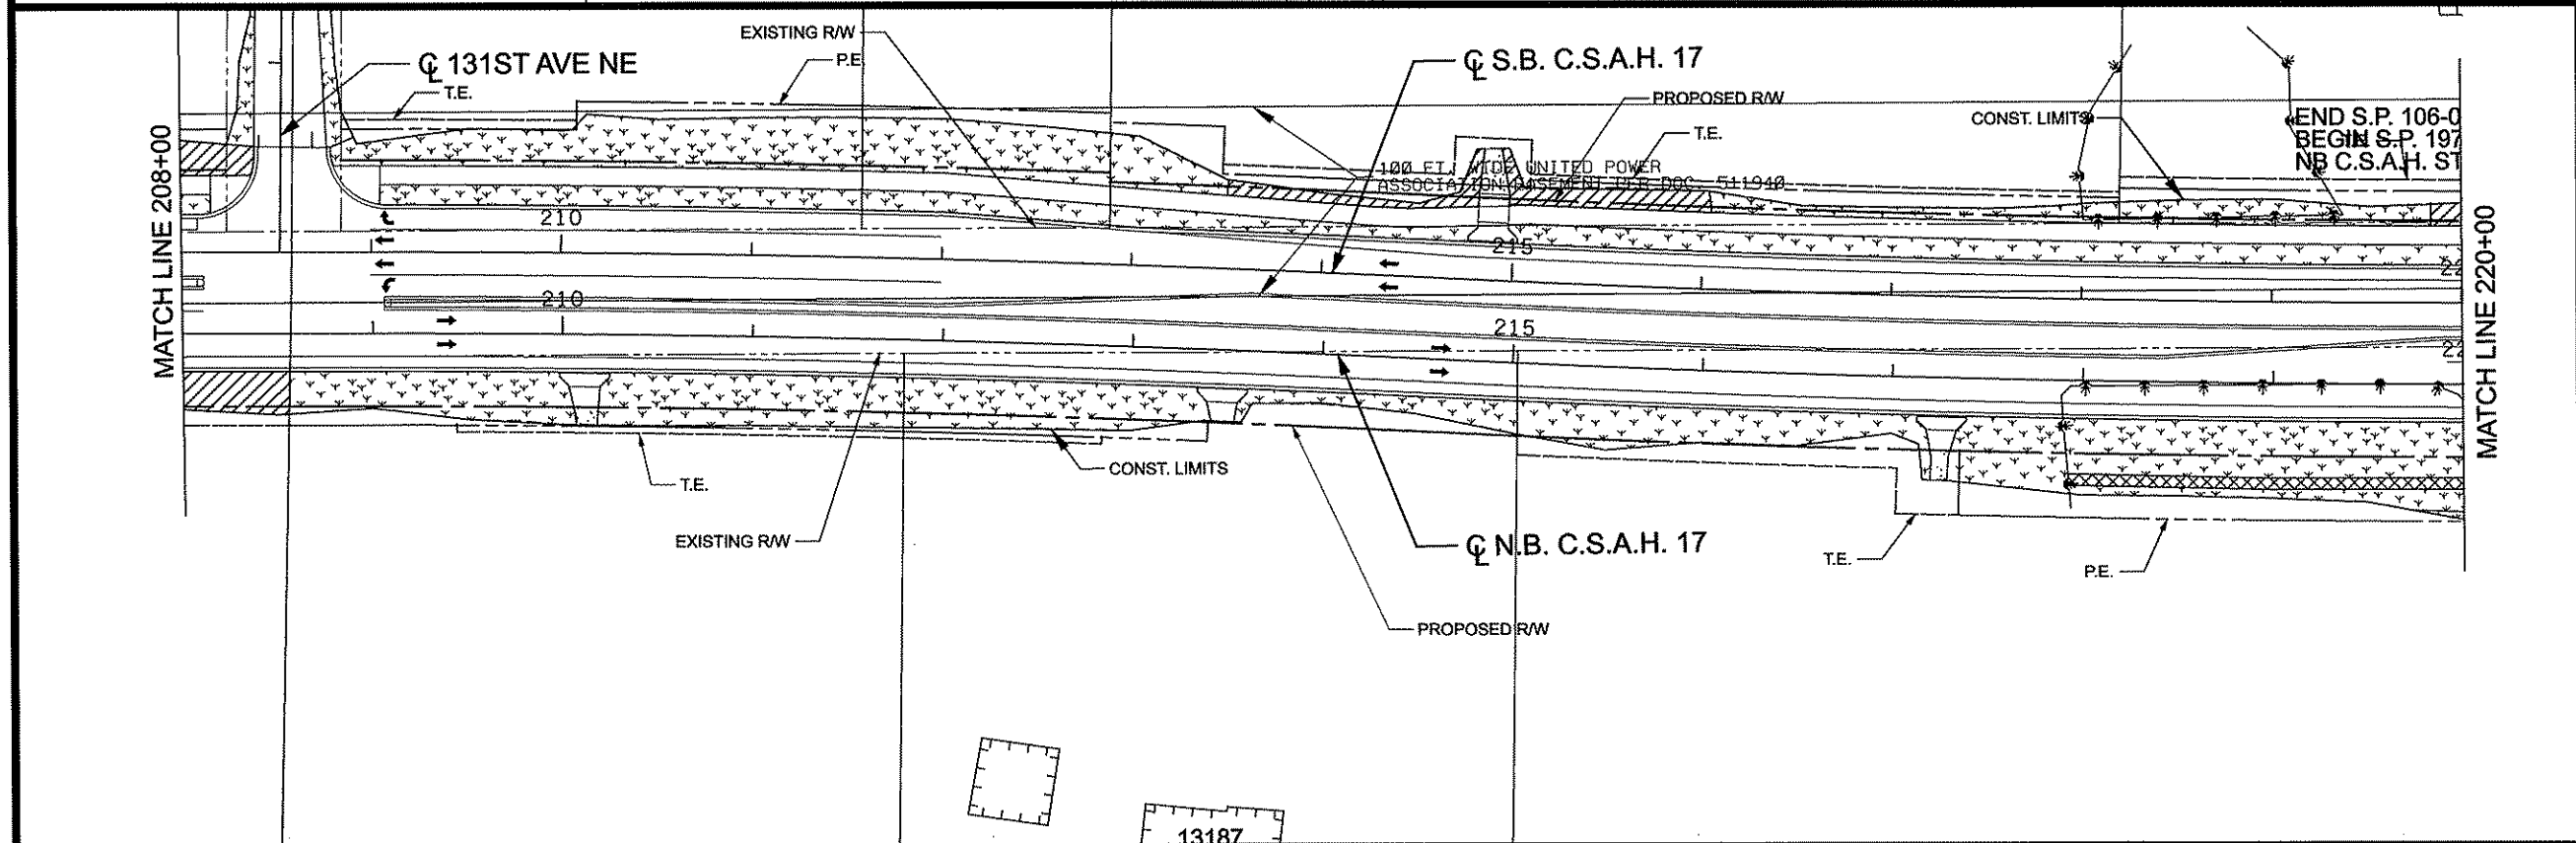 EXISTING R/W
P.E.
℄ 131ST AVE NE
T.E.
℄ S.B. C.S.A.H. 17
PROPOSED R/W
T.E.
CONST. LIMITS
END S.P. 106-0
BEGIN S.P. 197
NB C.S.A.H. ST
100 FT. WIDE UNITED POWER
ASSOCIATION EASEMENT PER DOC. 511940
MATCH LINE 208+00
210
215
22
210
215
22
MATCH LINE 220+00
T.E.
CONST. LIMITS
EXISTING R/W
℄ N.B. C.S.A.H. 17
T.E.
P.E.
PROPOSED R/W
13187